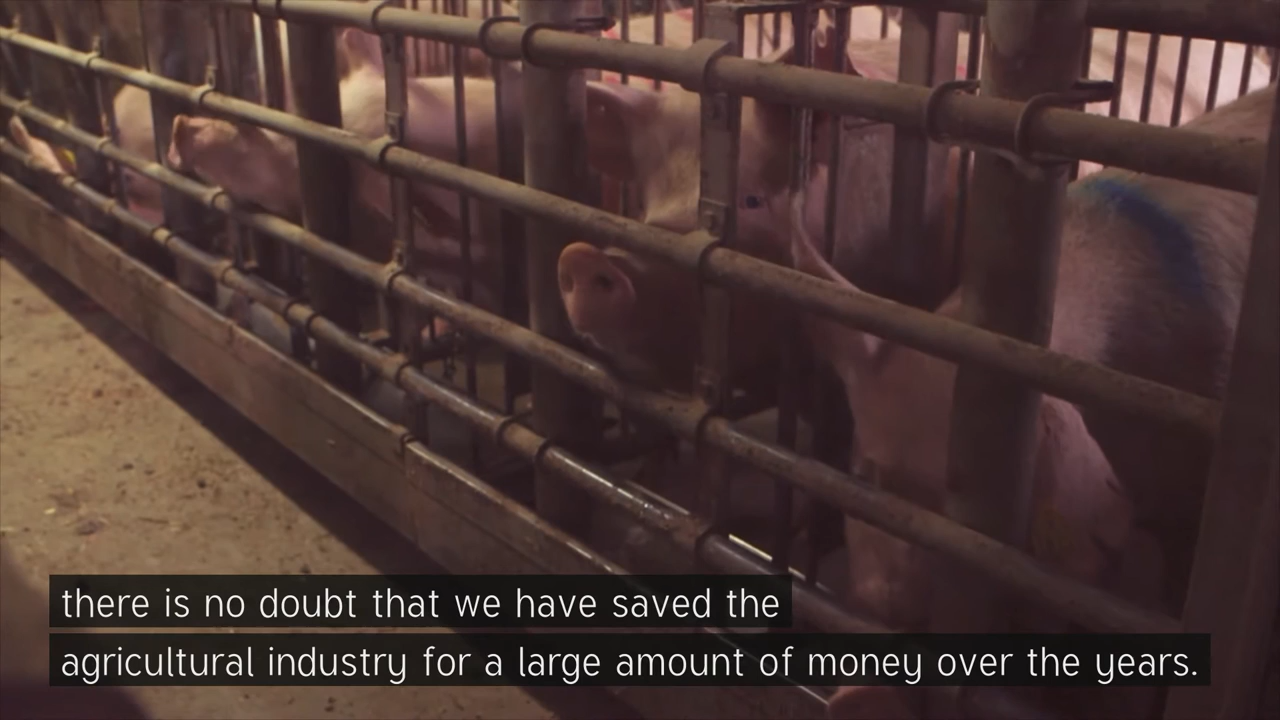 there is no doubt that we have saved the
agricultural industry for a large amount of money over the years.